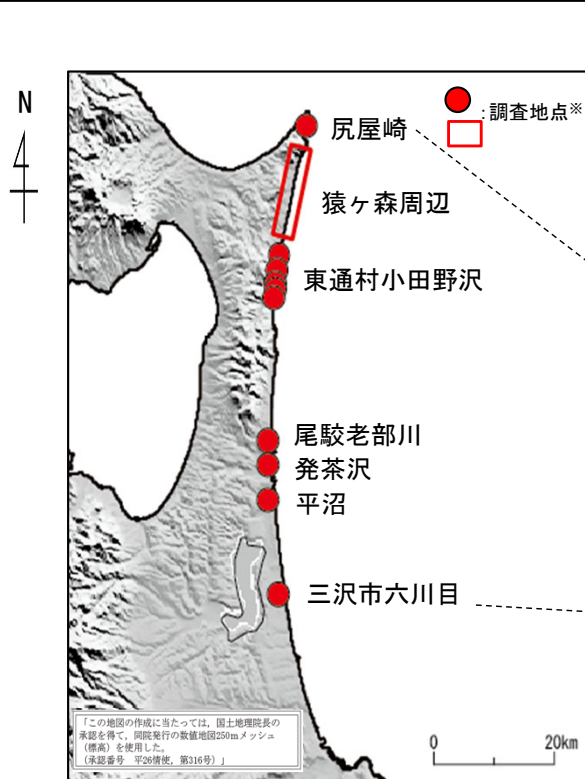 N
:調査地点※
尻屋崎
猿ヶ森周辺
東通村小田野沢
尾駮老部川
発茶沢
平沼
三沢市六川目
「この地図の作成に当たっては,国土地理院長の
承認を得て,同院発行の数値地図250mメッシュ
(標高)を使用した。
(承認番号 平26情使,第316号)」
0 20km